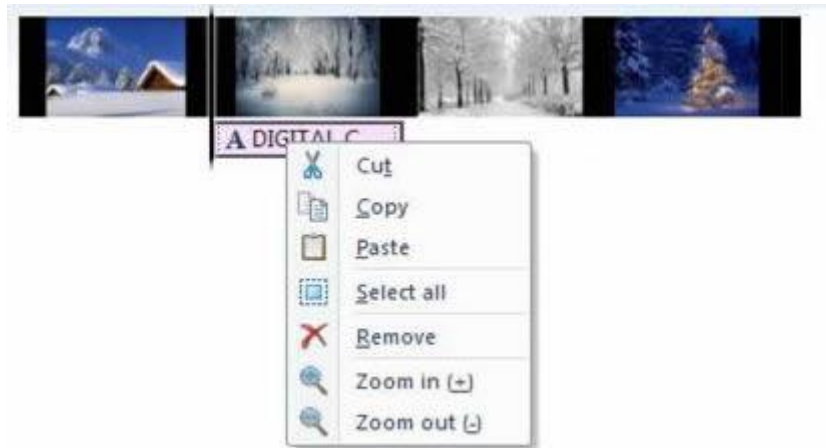 A DIGITAL C
Cut
Copy
Paste
Select all
Remove
Zoom in (+)
Zoom out (-)